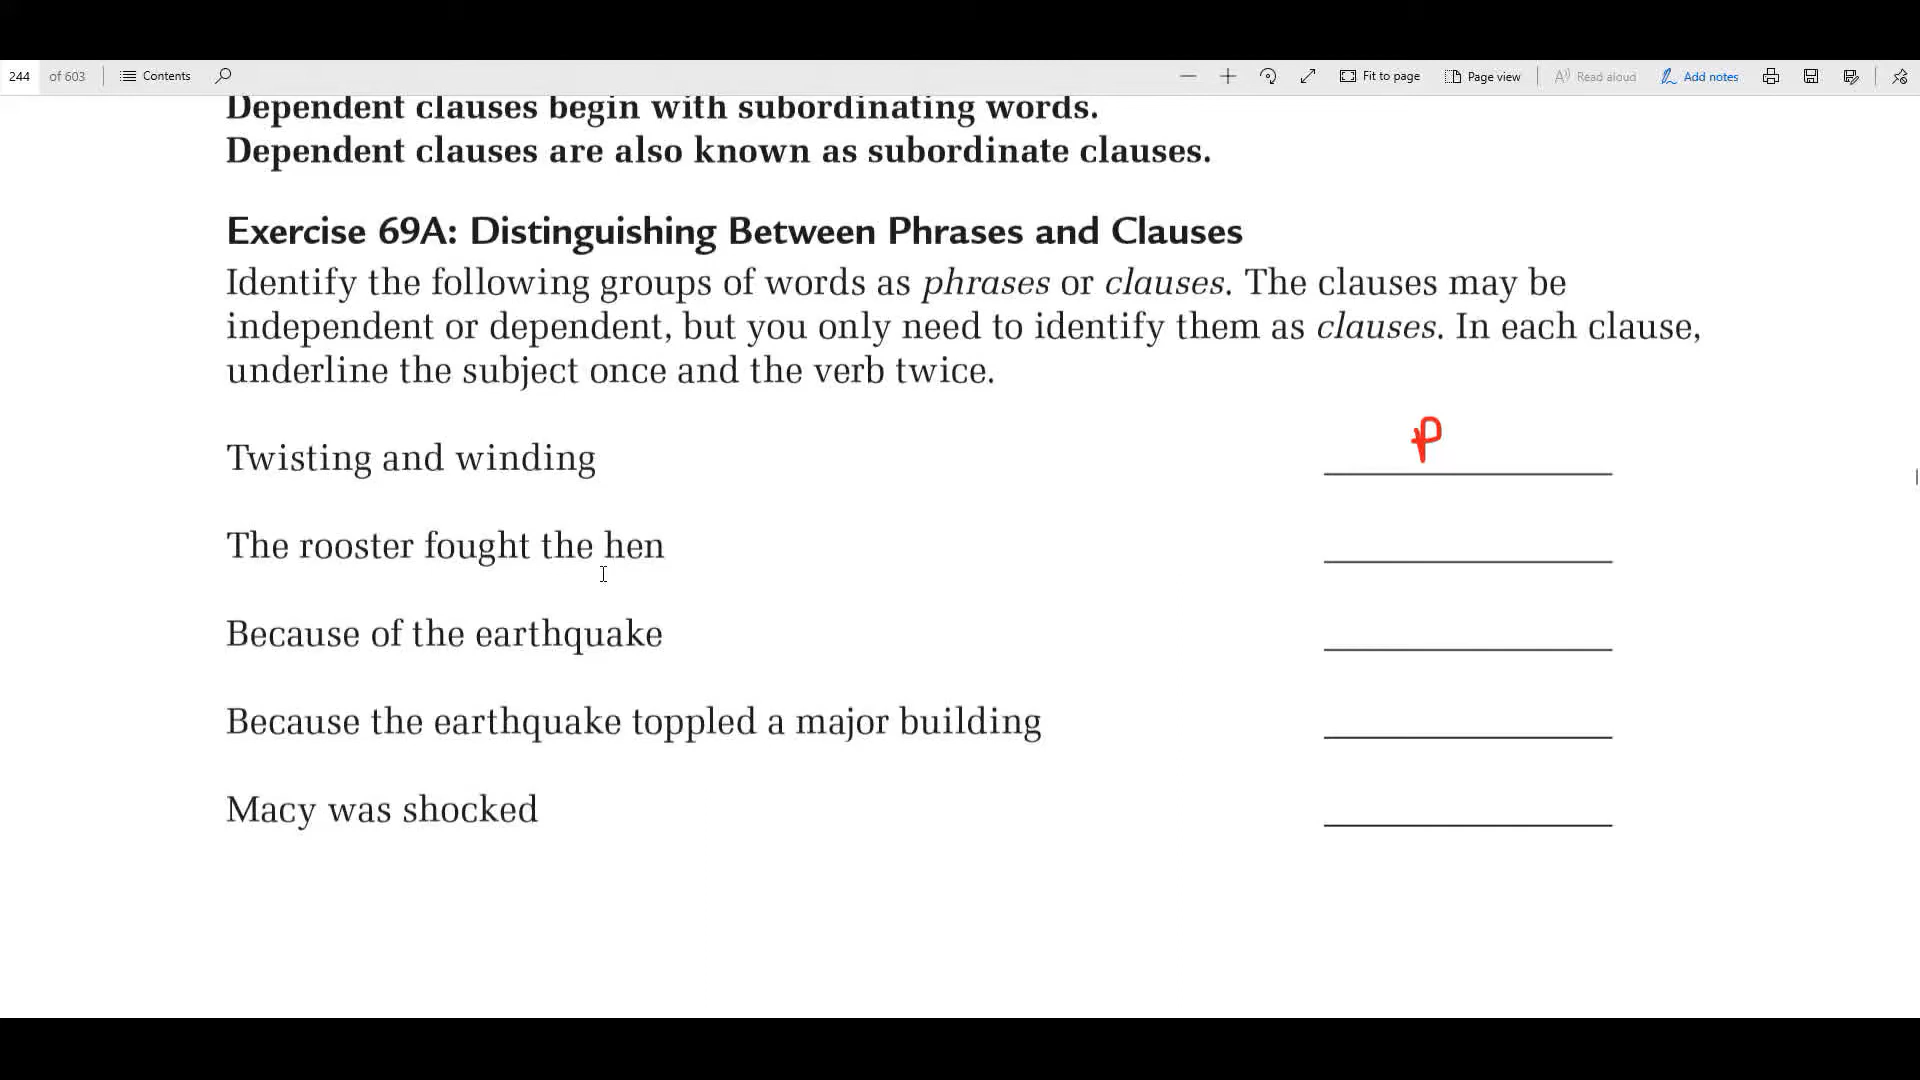 244 of 603 Contents Fit to page Page view Read aloud Add notes
Dependent clauses begin with subordinating words.
Dependent clauses are also known as subordinate clauses.
Exercise 69A: Distinguishing Between Phrases and Clauses
Identify the following groups of words as phrases or clauses. The clauses may be
independent or dependent, but you only need to identify them as clauses. In each clause,
underline the subject once and the verb twice.
Twisting and winding P
The rooster fought the hen
Because of the earthquake
Because the earthquake toppled a major building
Macy was shocked